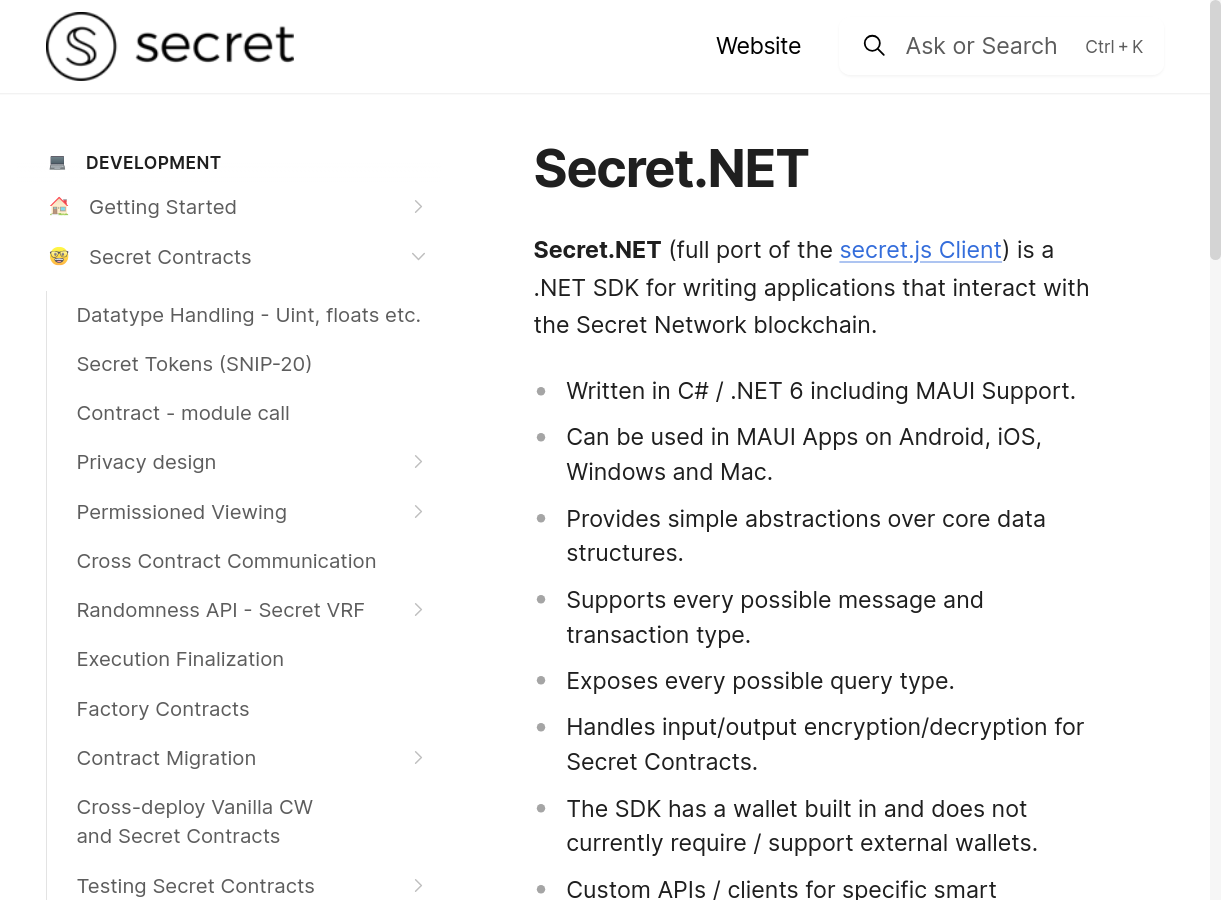 secret
Website
Ask or Search
Ctrl + K
DEVELOPMENT
Getting Started
Secret Contracts
Datatype Handling - Uint, floats etc.
Secret Tokens (SNIP-20)
Contract - module call
Privacy design
Permissioned Viewing
Cross Contract Communication
Randomness API - Secret VRF
Execution Finalization
Factory Contracts
Contract Migration
Cross-deploy Vanilla CW
and Secret Contracts
Testing Secret Contracts
Secret.NET
Secret.NET (full port of the secret.js Client) is a
.NET SDK for writing applications that interact with
the Secret Network blockchain.
Written in C# / .NET 6 including MAUI Support.
Can be used in MAUI Apps on Android, iOS,
Windows and Mac.
Provides simple abstractions over core data
structures.
Supports every possible message and
transaction type.
Exposes every possible query type.
Handles input/output encryption/decryption for
Secret Contracts.
The SDK has a wallet built in and does not
currently require / support external wallets.
Custom APIs / clients for specific smart